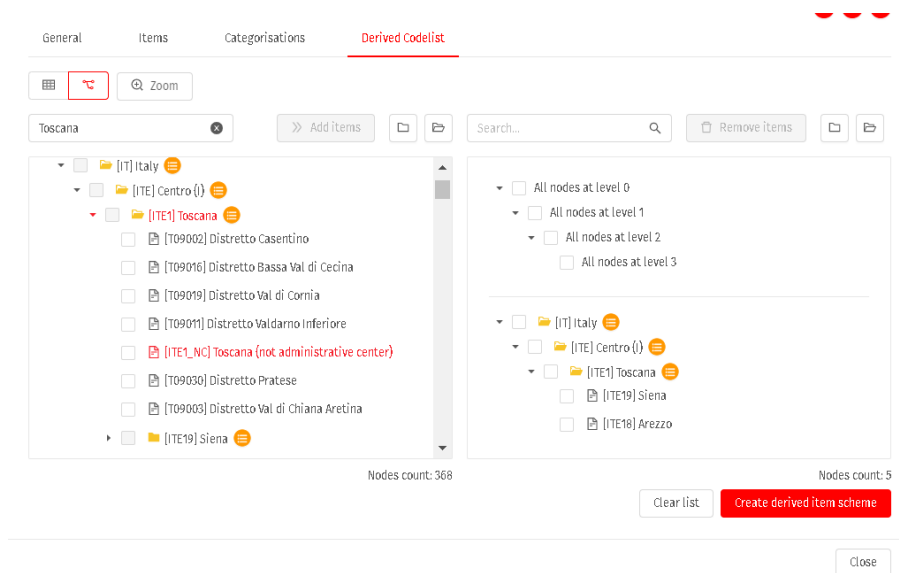 General Items Categorisations Derived Codelist
Zoom
Toscana Add items Search... Remove items
[IT] Italy
[ITE] Centro (I)
[ITE1] Toscana
[T09002] Distretto Casentino
[T09016] Distretto Bassa Val di Cecina
[T09019] Distretto Val di Cornia
[T09011] Distretto Valdarno Inferiore
[ITE1_NC] Toscana (not administrative center)
[T09030] Distretto Pratese
[T09003] Distretto Val di Chiana Aretina
[ITE19] Siena
Nodes count: 368
All nodes at level 0
All nodes at level 1
All nodes at level 2
All nodes at level 3
[IT] Italy
[ITE] Centro (I)
[ITE1] Toscana
[ITE19] Siena
[ITE18] Arezzo
Nodes count: 5
Clear list Create derived item scheme
Close